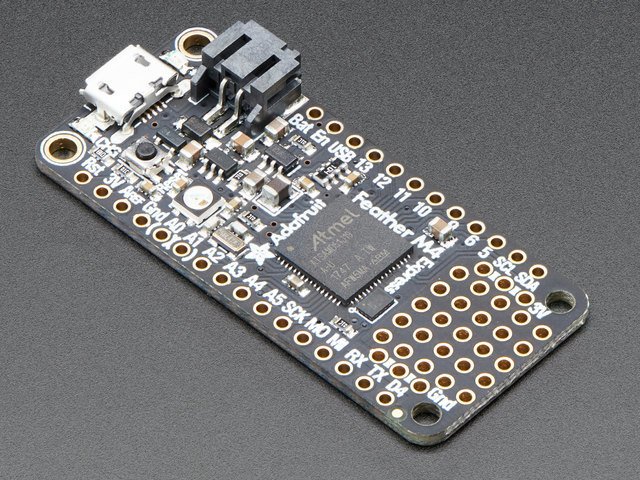 Bat
En
USB
13
12
11
10
9
6
5
SCL
SDA
Rst
3V
Aref
Gnd
A0
A1
A2
A3
A4
A5
SCK
MO
MI
RX
TX
D4
Adafruit
Feather M4
Express
Atmel
3V
Gnd